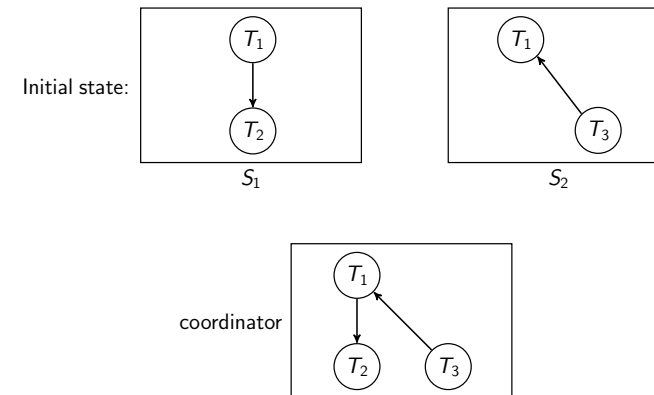 Initial state:
T₁
T₂
S₁
T₁
T₃
S₂
coordinator
T₁
T₂
T₃